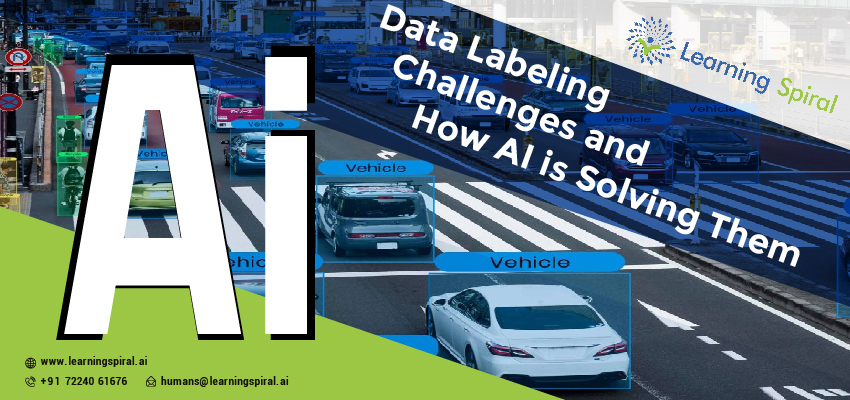 Data Labeling
Challenges and
How AI is Solving Them
Learning Spiral
Ai
Vehicle
Vehicle
Vehicle
Vehicle
Vehicle
www.learningspiral.ai
+91 72240 61676
humans@learningspiral.ai